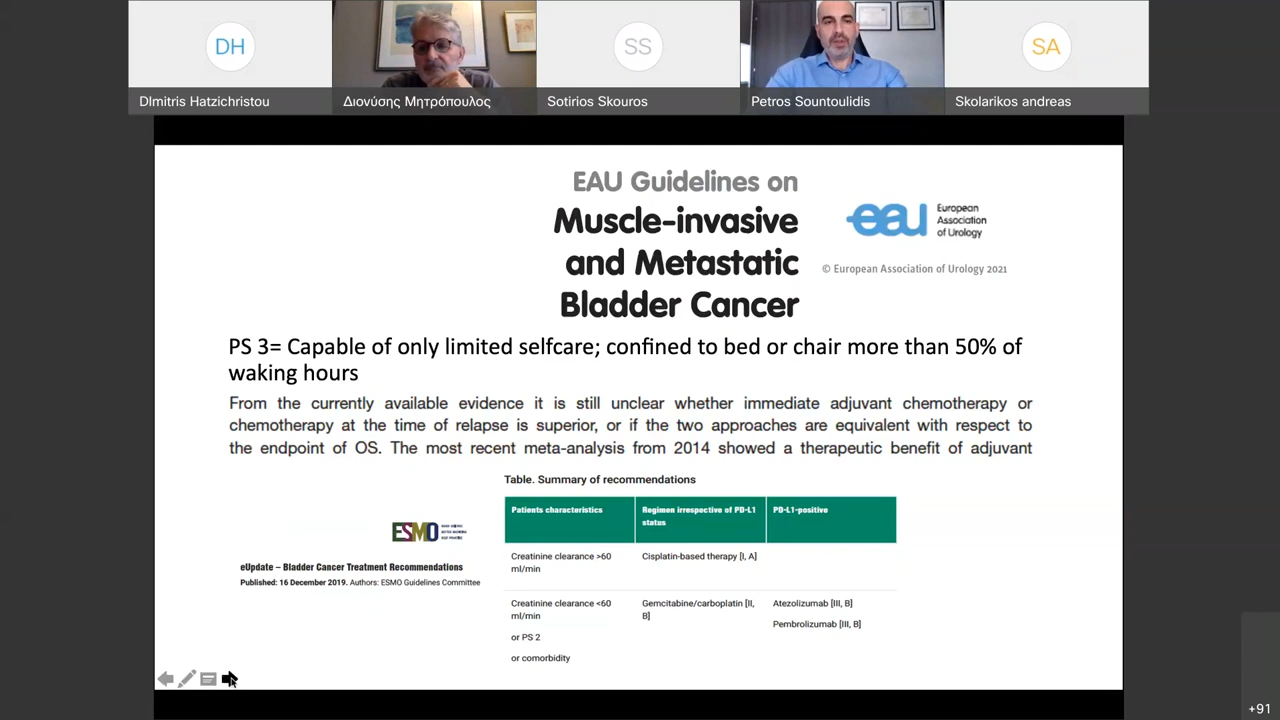 DH
SS
SA
DImitris Hatzichristou
Διονύσης Μητρόπουλος
Sotirios Skouros
Petros Sountoulidis
Skolarikos andreas
EAU Guidelines on
Muscle-invasive
and Metastatic
Bladder Cancer
eau
European
Association
of Urology
© European Association of Urology 2021
PS 3= Capable of only limited selfcare; confined to bed or chair more than 50% of
waking hours
From the currently available evidence it is still unclear whether immediate adjuvant chemotherapy or
chemotherapy at the time of relapse is superior, or if the two approaches are equivalent with respect to
the endpoint of OS. The most recent meta-analysis from 2014 showed a therapeutic benefit of adjuvant
Table. Summary of recommendations
Patients characteristics
Regimen irrespective of PD-L1
status
PD-L1-positive
Creatinine clearance >60
ml/min
Cisplatin-based therapy [I, A]
Creatinine clearance <60
ml/min
or PS 2
or comorbidity
Gemcitabine/carboplatin [II,
B]
Atezolizumab [III, B]
Pembrolizumab [III, B]
ESMO
eUpdate – Bladder Cancer Treatment Recommendations
Published: 16 December 2019. Authors: ESMO Guidelines Committee
+91